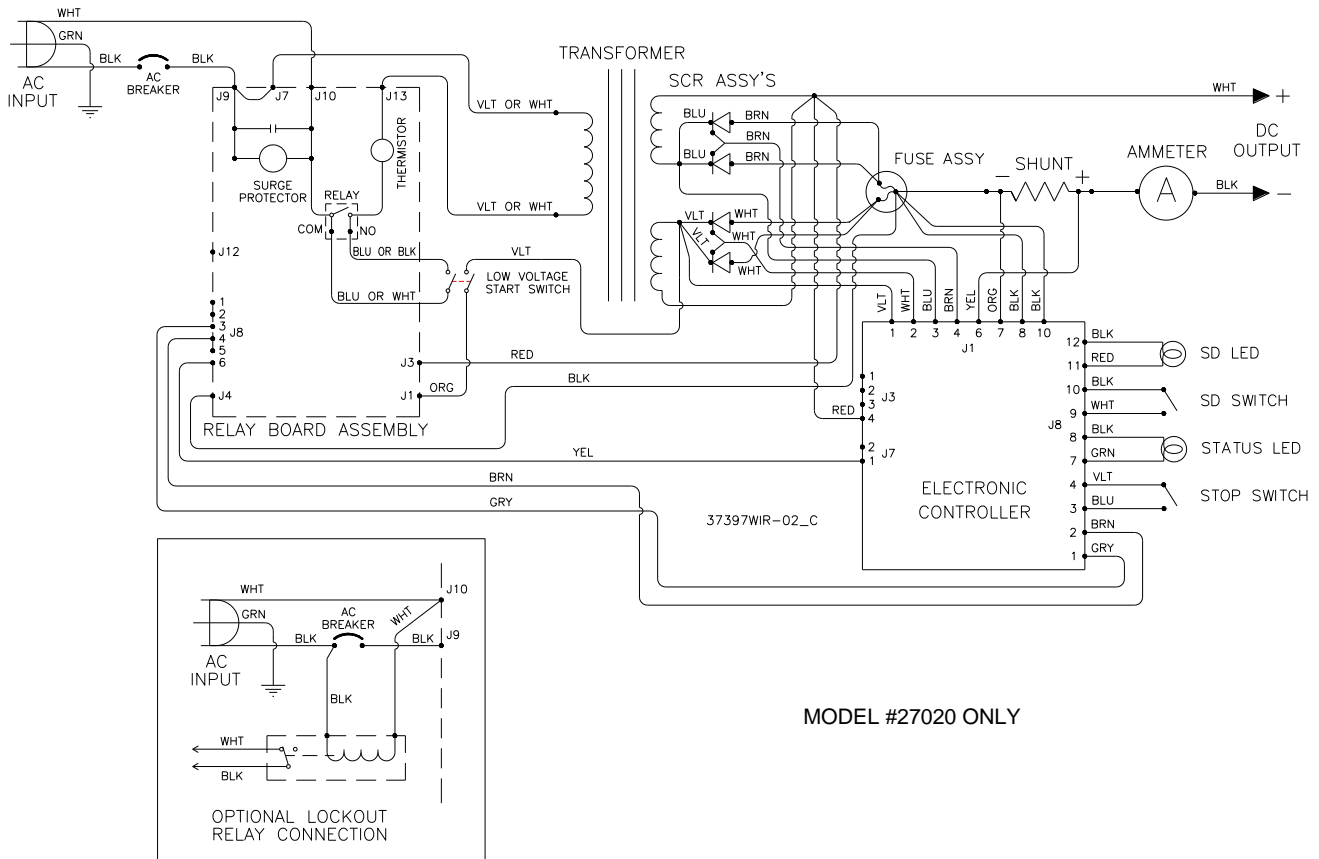 WHT
GRN
BLK
BLK
AC
INPUT
AC
BREAKER
J9
J7
J10
J13
SURGE
PROTECTOR
THERMISTOR
RELAY
COM
NO
J12
1
2
3
4
5
6
J8
J4
J3
J1
RELAY BOARD ASSEMBLY
BLU OR BLK
BLU OR WHT
VLT
LOW VOLTAGE
START SWITCH
RED
ORG
BLK
YEL
BRN
GRY
TRANSFORMER
VLT OR WHT
VLT OR WHT
SCR ASSY'S
BLU
BRN
BRN
BLU
BRN
VLT
WHT
VLT
WHT
WHT
FUSE ASSY
- SHUNT +
AMMETER
A
WHT
+
DC
OUTPUT
BLK
-
VLT
WHT
BLU
BRN
YEL
ORG
BLK
BLK
1 2 3 4 6 7 8 10
J1
1
2
3
4
J3
RED
2
1
J7
J8
12 BLK
11 RED
SD LED
10 BLK
9 WHT
SD SWITCH
8 BLK
7 GRN
STATUS LED
4 VLT
3 BLU
STOP SWITCH
2 BRN
1 GRY
ELECTRONIC
CONTROLLER
37397WIR-02_C
WHT
GRN
AC
BREAKER
BLK
BLK
WHT
J10
J9
AC
INPUT
BLK
WHT
BLK
OPTIONAL LOCKOUT
RELAY CONNECTION
MODEL #27020 ONLY